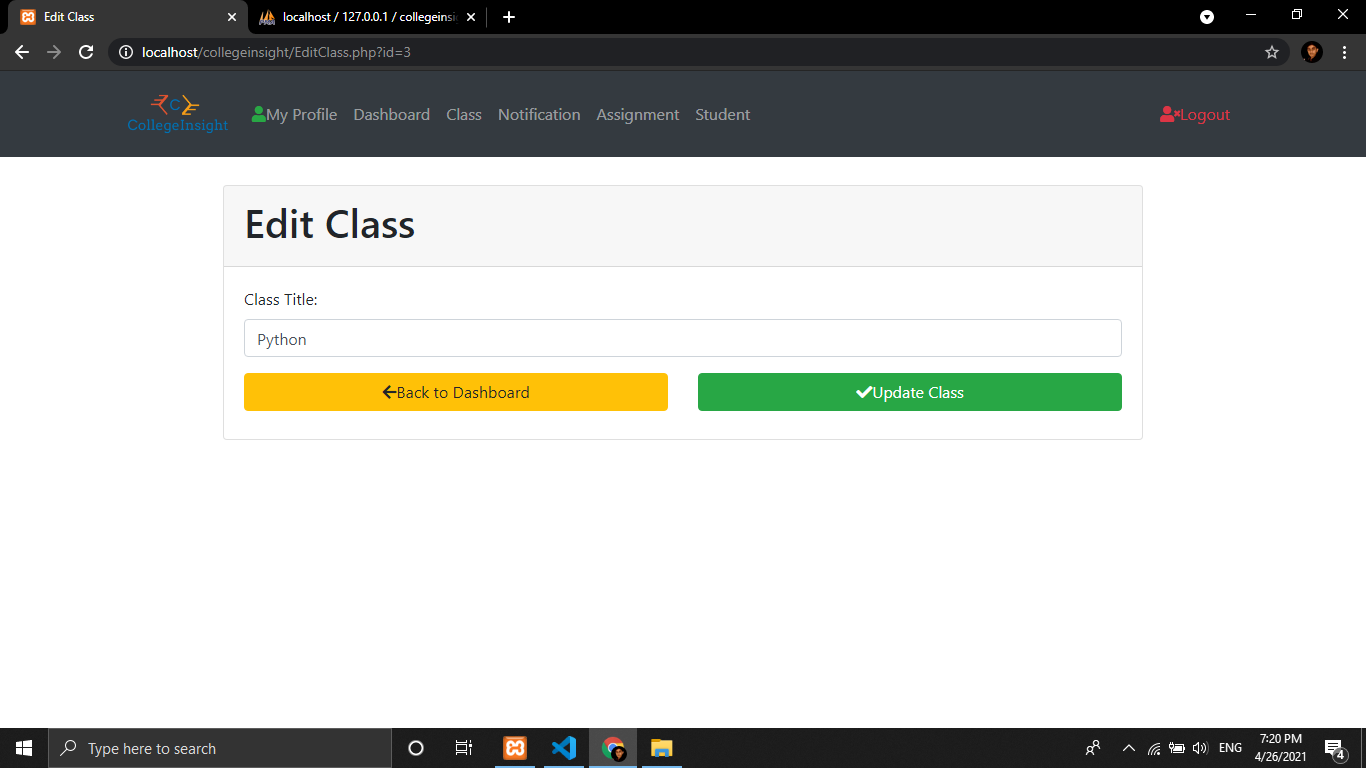 Edit Class
localhost / 127.0.0.1 / collegeinsi
localhost/collegeinsight/EditClass.php?id=3
C
CollegeInsight
My Profile Dashboard Class Notification Assignment Student Logout
Edit Class
Class Title:
Python
Back to Dashboard Update Class
Type here to search
ENG
7:20 PM
4/26/2021
4